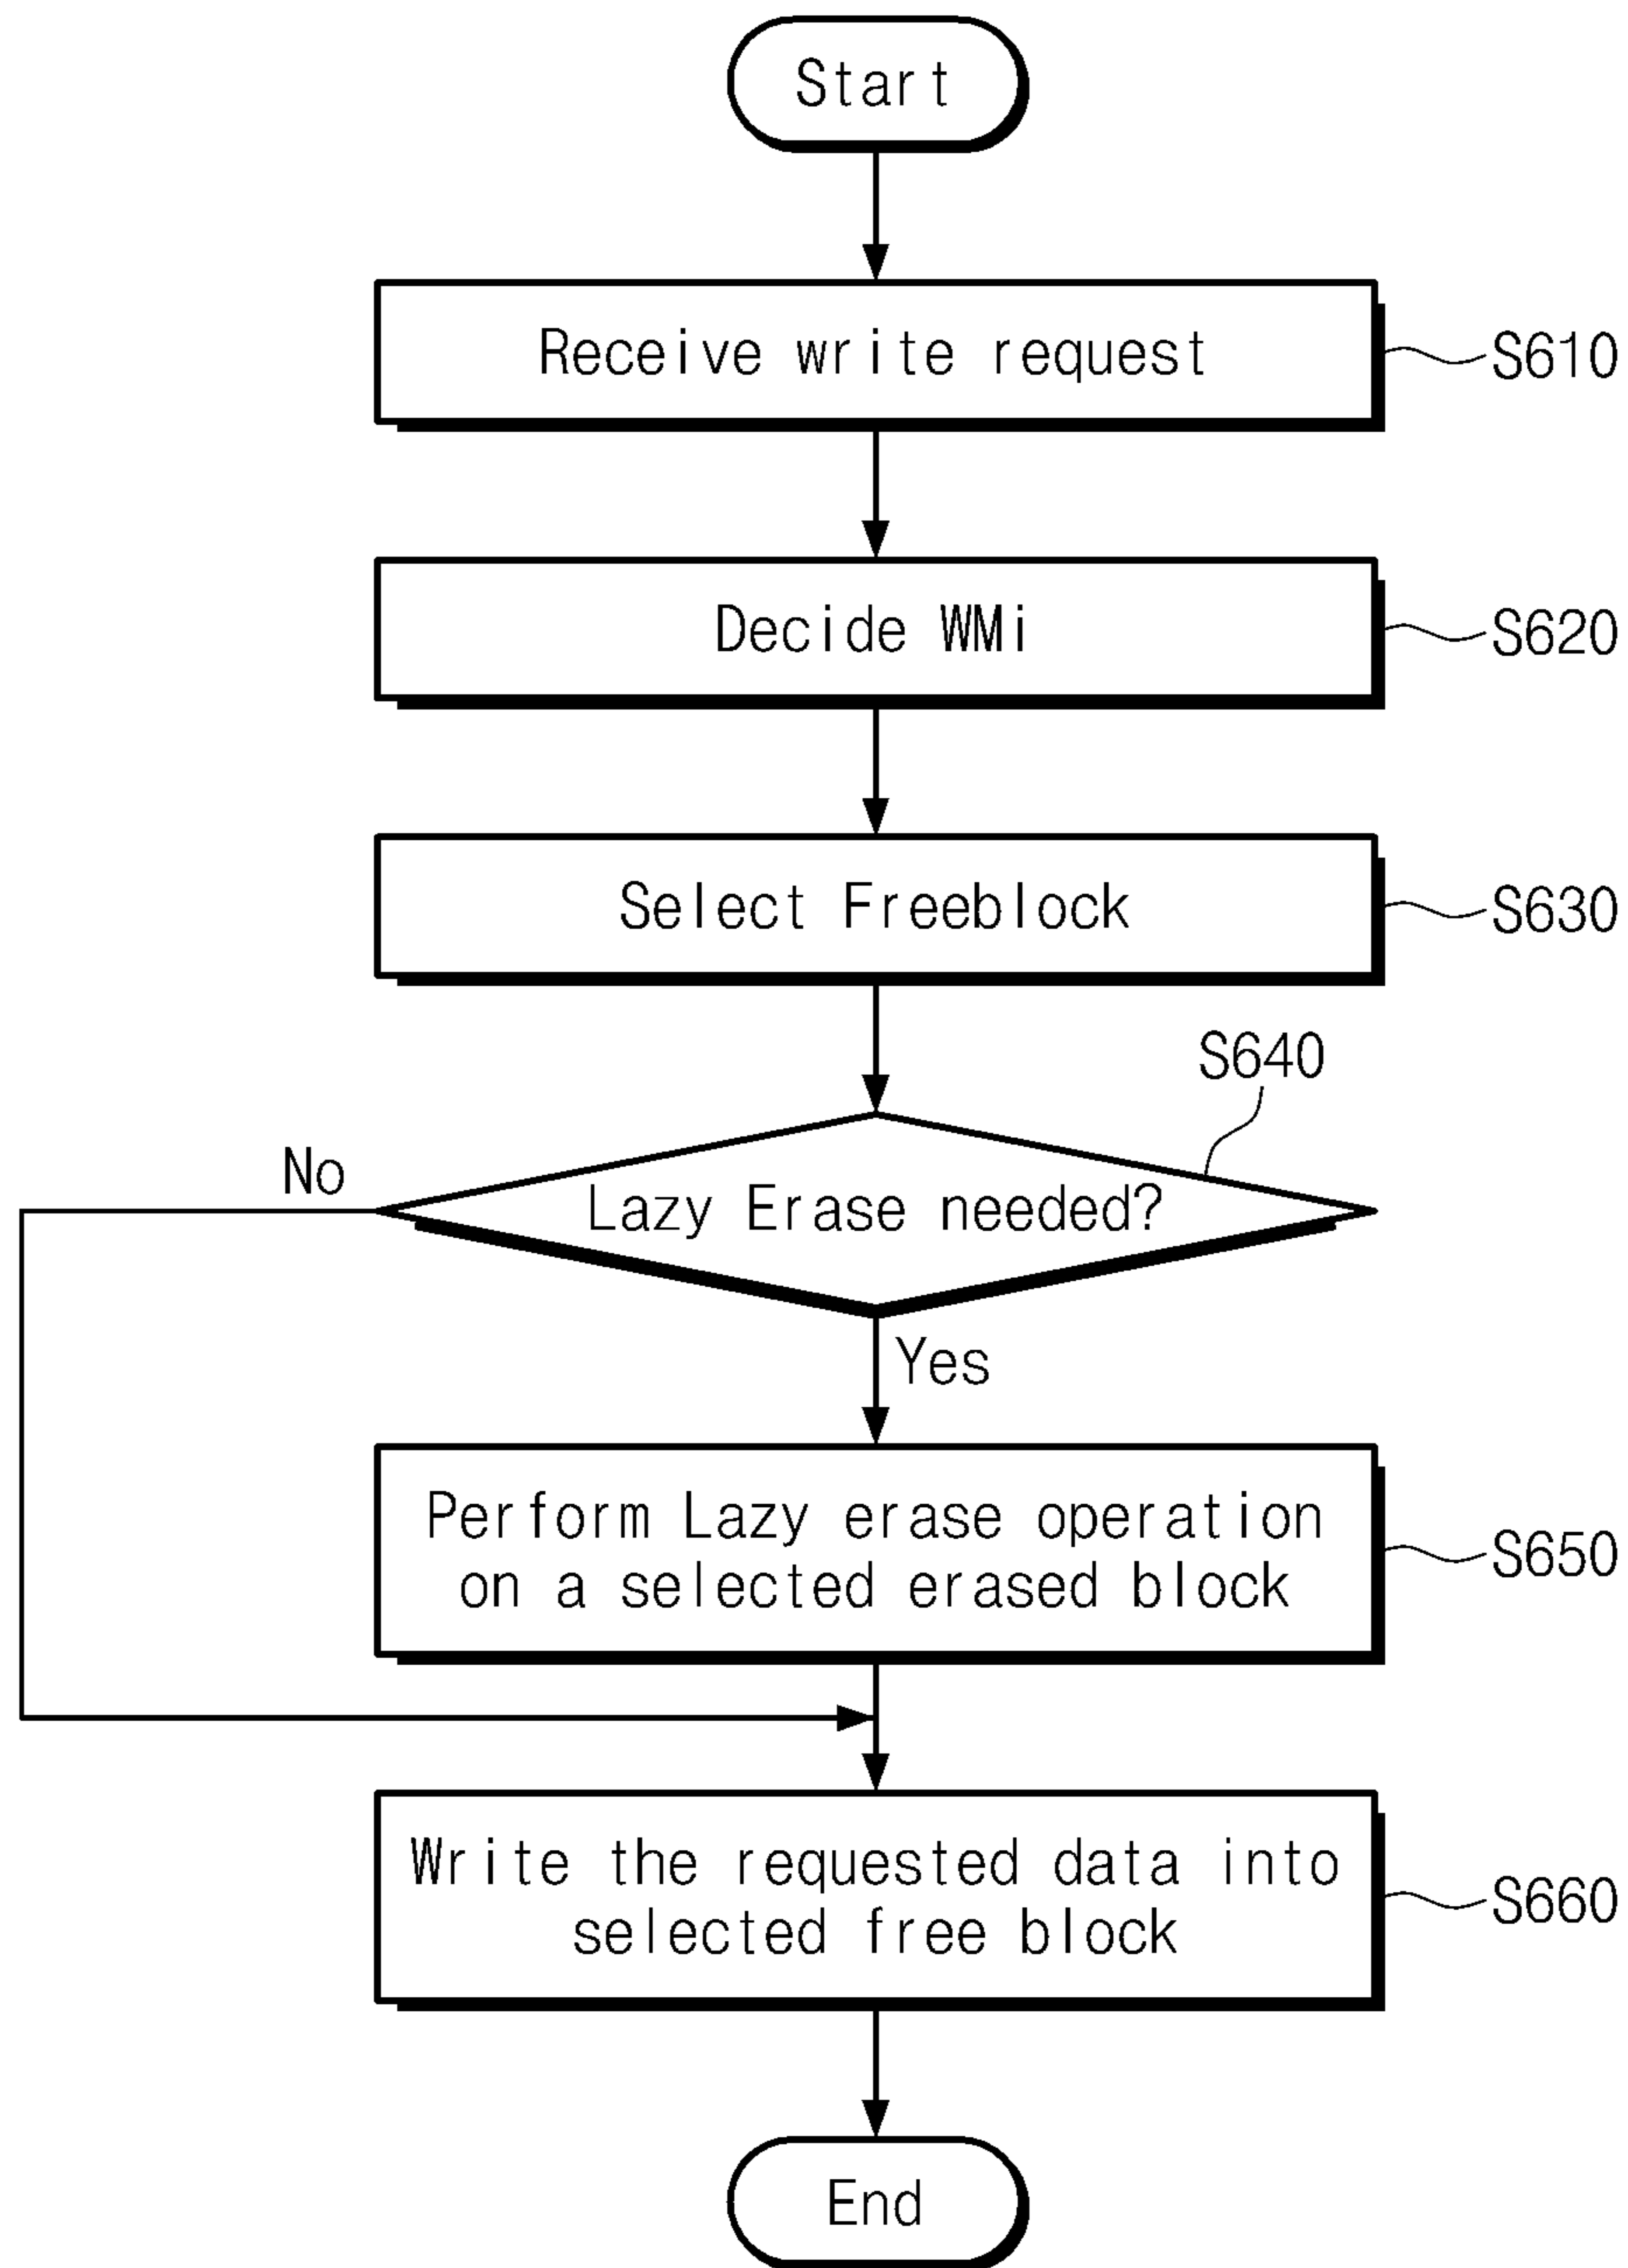 Start
Receive write request
S610
Decide WMi
S620
Select Freeblock
S630
S640
No
Lazy Erase needed?
Yes
Perform Lazy erase operation
on a selected erased block
S650
Write the requested data into
selected free block
S660
End